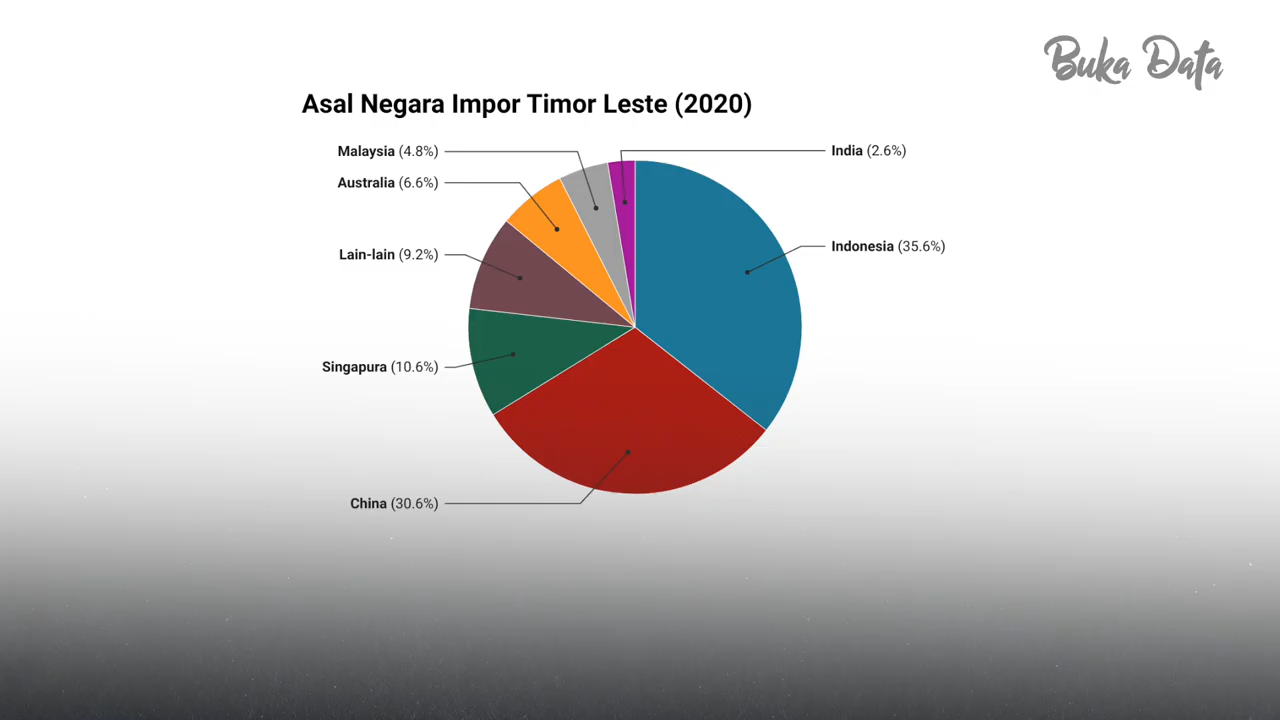 Buka Data
Asal Negara Impor Timor Leste (2020)
Malaysia (4.8%)
India (2.6%)
Australia (6.6%)
Indonesia (35.6%)
Lain-lain (9.2%)
Singapura (10.6%)
China (30.6%)